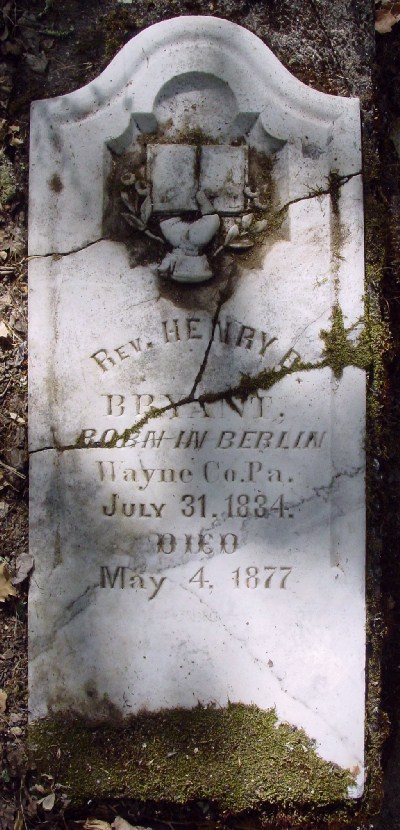 Rev. HENRY B.
BRYANT,
BORN IN BERLIN
Wayne Co. Pa.
July 31. 1834.
DIED
May 4, 1877